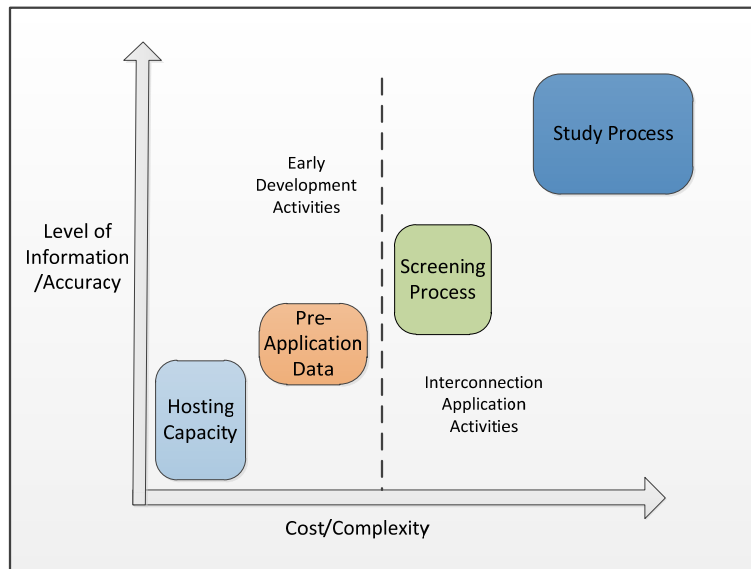 Study Process
Early
Development
Activities
Level of
Information
/Accuracy
Screening
Process
Pre-
Application
Data
Hosting
Capacity
Interconnection
Application
Activities
Cost/Complexity